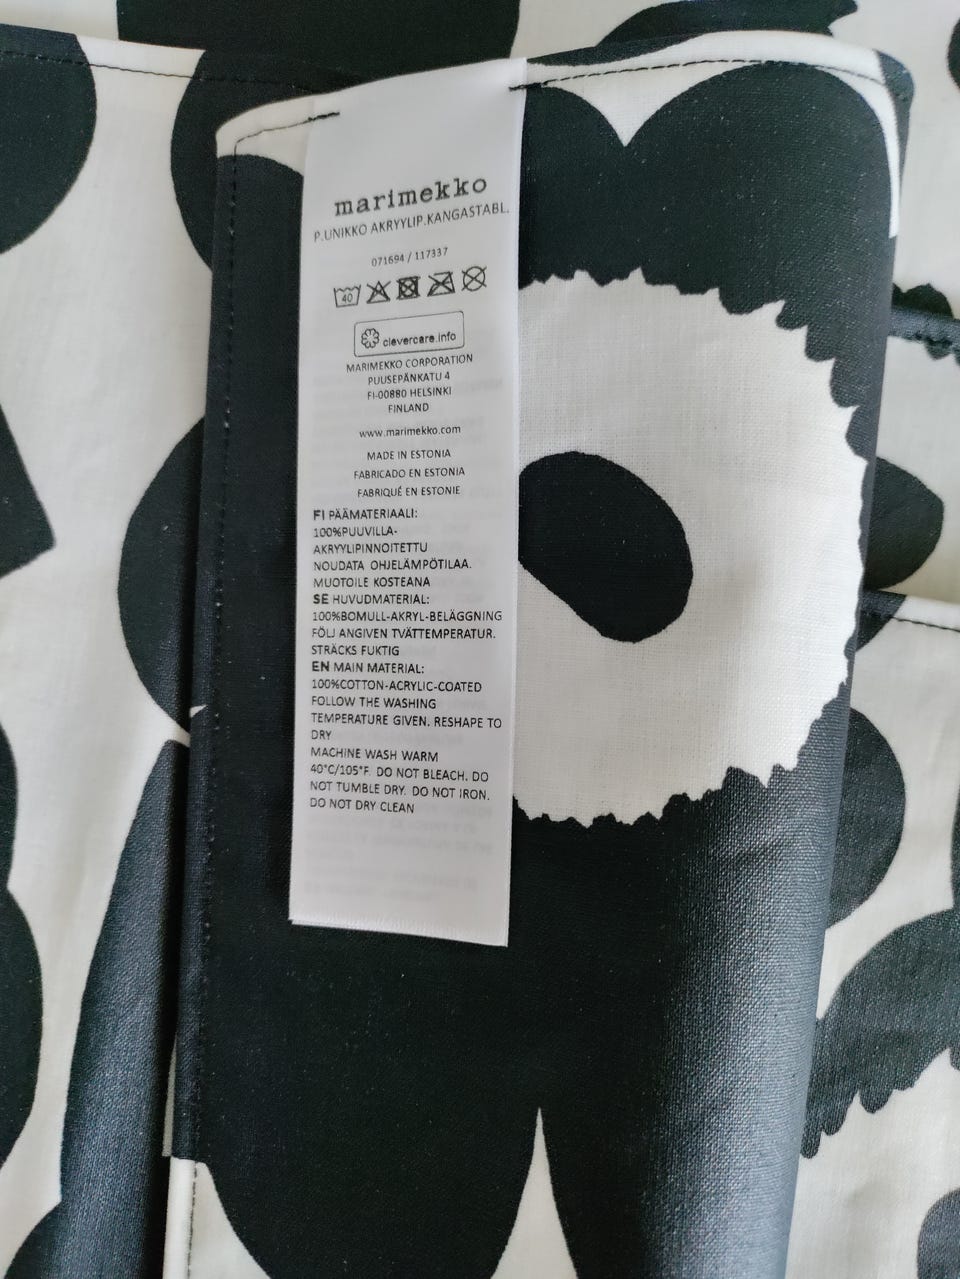 marimekko
P.UNIKKO AKRYYLIP.KANGASTABL.
071694 / 117337
40
clevercare.info
MARIMEKKO CORPORATION
PUUSEPÄNKATU 4
FI-00880 HELSINKI
FINLAND
www.marimekko.com
MADE IN ESTONIA
FABRICADO EN ESTONIA
FABRIQUÉ EN ESTONIE
FI PÄÄMATERIAALI:
100%PUUVILLA-
AKRYYLIPINNOITETTU
NOUDATA OHJELÄMPÖTILAA.
MUOTOILE KOSTEANA
SE HUVUDMATERIAL:
100%BOMULL-AKRYL-BELÄGGNING
FÖLJ ANGIVEN TVÄTTEMPERATUR.
STRÄCKS FUKTIG
EN MAIN MATERIAL:
100%COTTON-ACRYLIC-COATED
FOLLOW THE WASHING
TEMPERATURE GIVEN. RESHAPE TO
DRY
MACHINE WASH WARM
40°C/105°F. DO NOT BLEACH. DO
NOT TUMBLE DRY. DO NOT IRON.
DO NOT DRY CLEAN